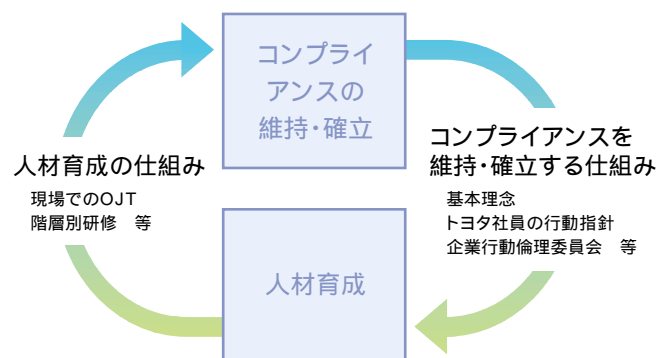 コンプライ
アンスの
維持・確立
人材育成の仕組み
現場でのOJT
階層別研修　等
コンプライアンスを
維持・確立する仕組み
基本理念
トヨタ社員の行動指針
企業行動倫理委員会　等
人材育成